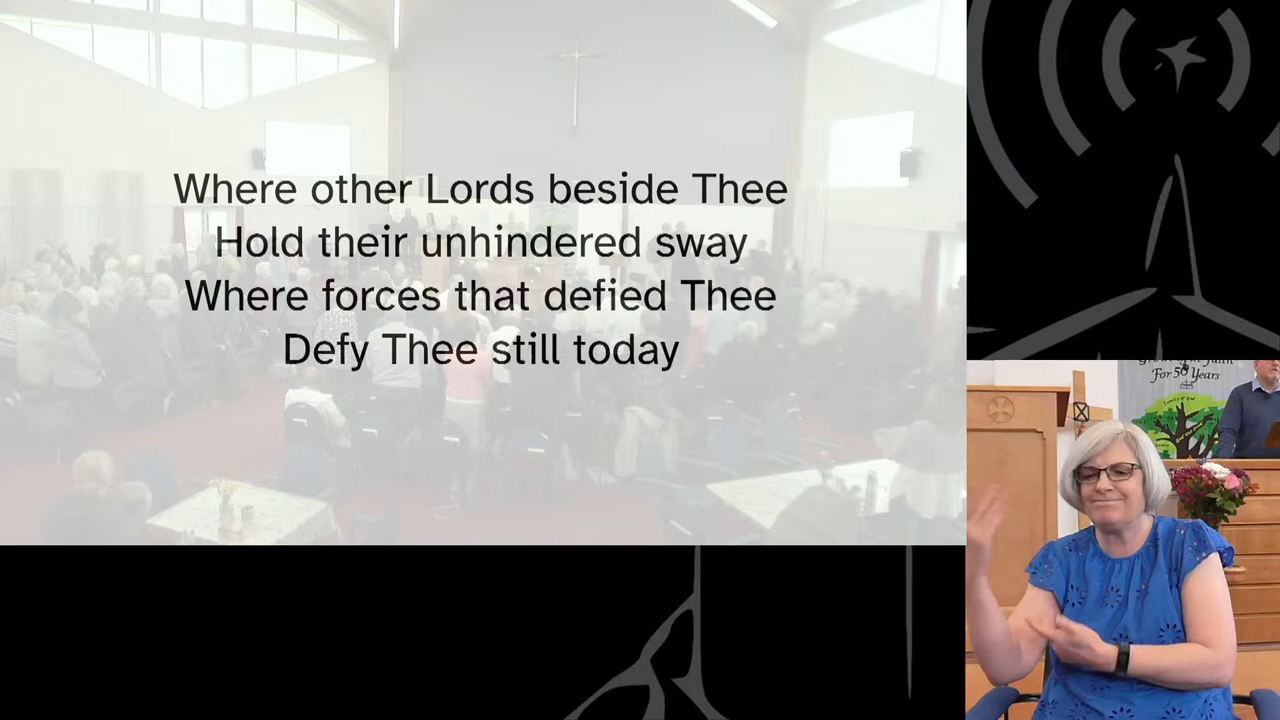 Where other Lords beside Thee
Hold their unhindered sway
Where forces that defied Thee
Defy Thee still today
For 50 Years